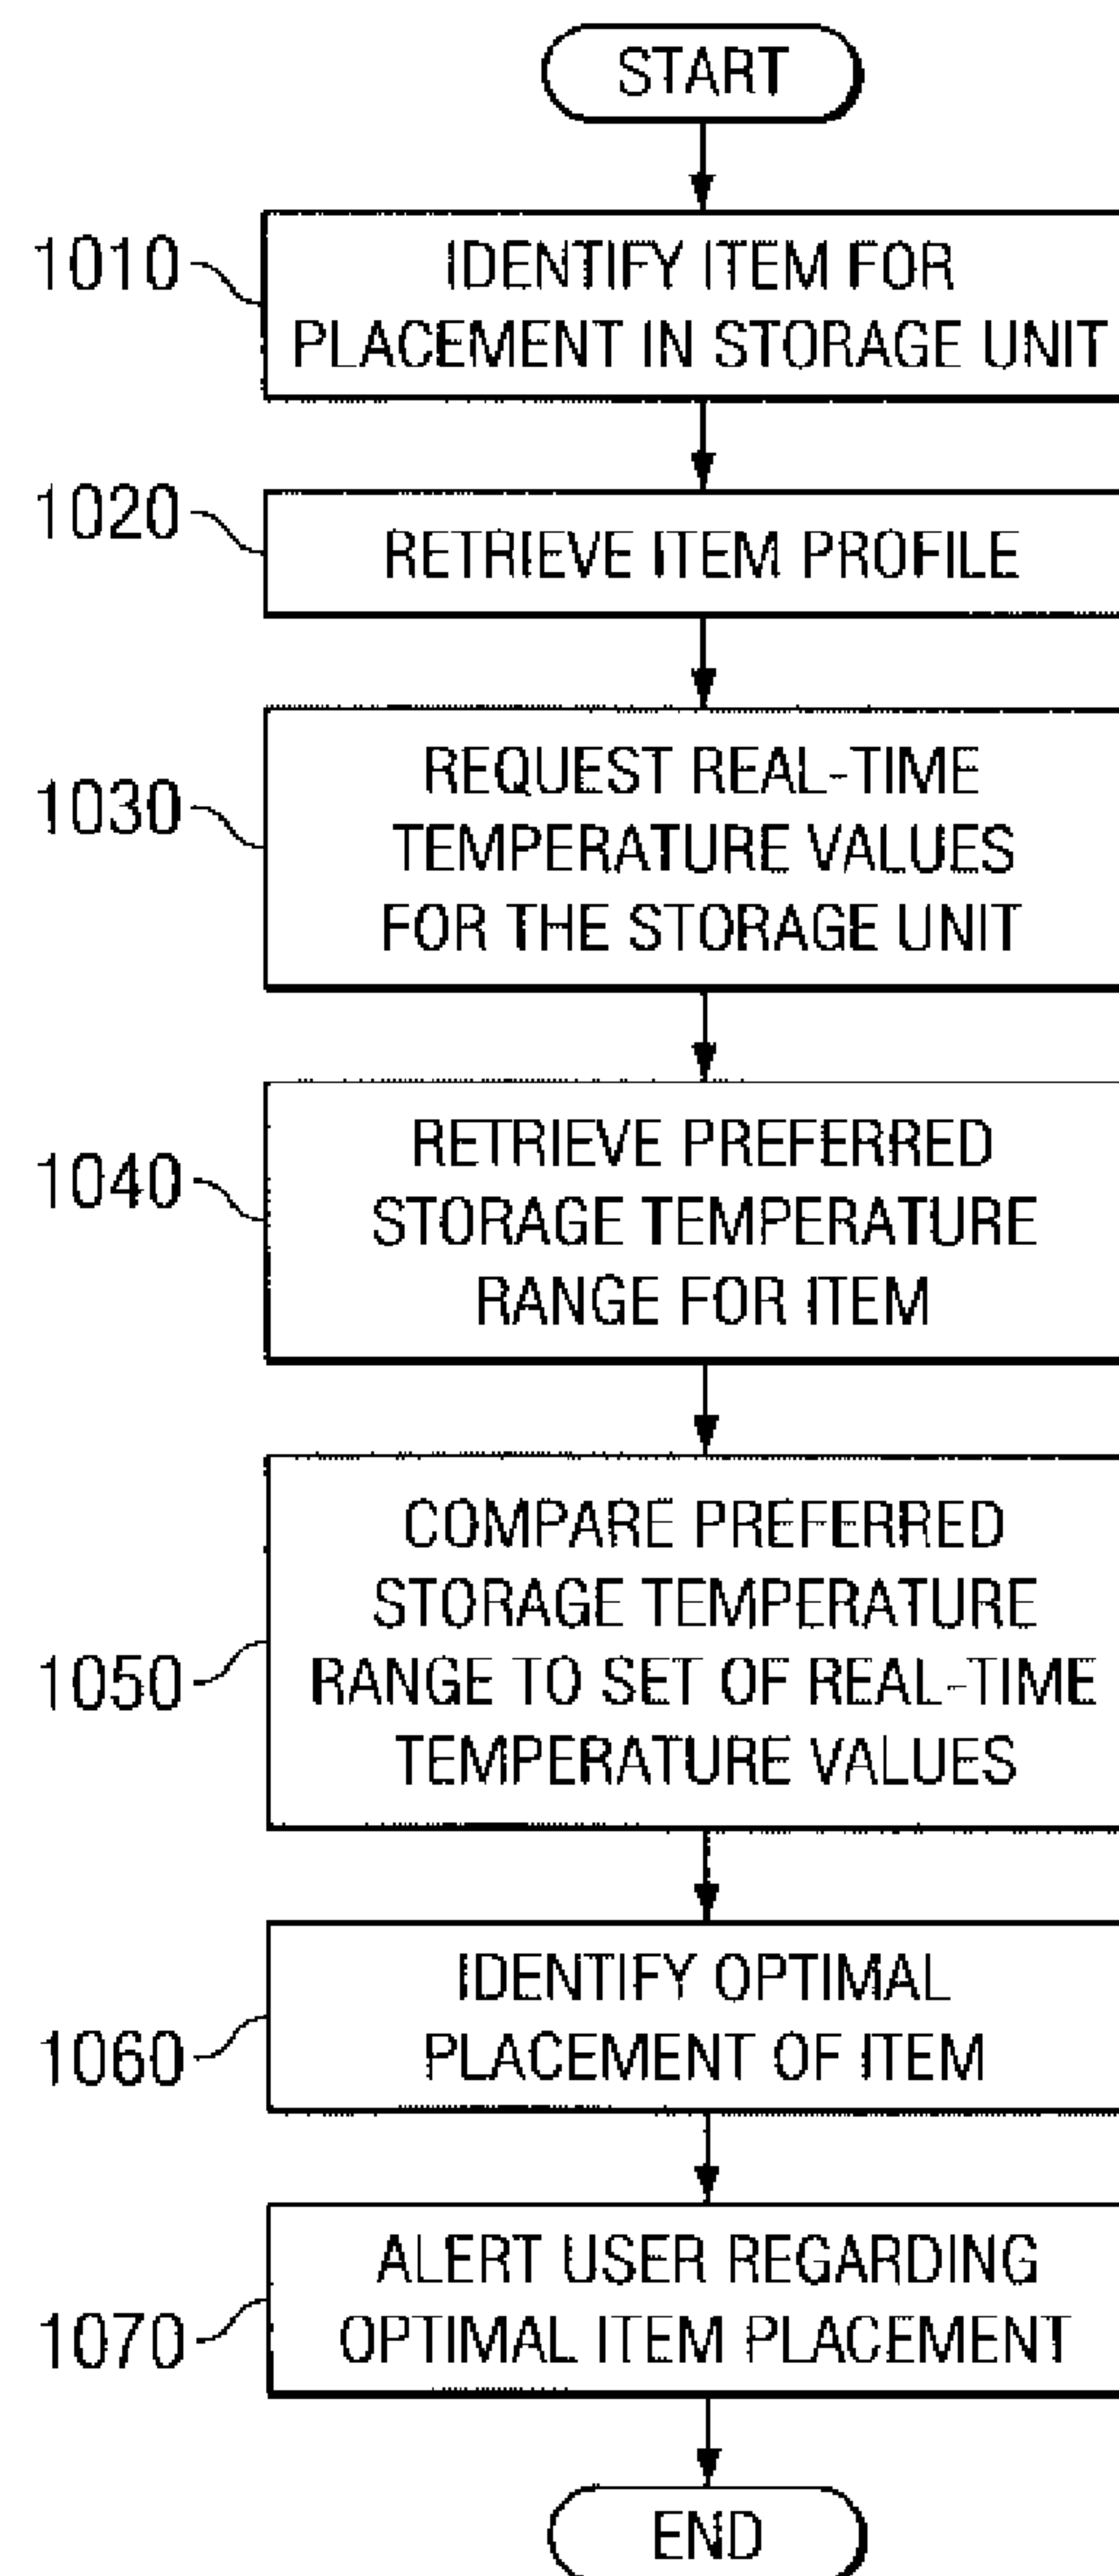 START
1010
IDENTIFY ITEM FOR
PLACEMENT IN STORAGE UNIT
1020
RETRIEVE ITEM PROFILE
1030
REQUEST REAL-TIME
TEMPERATURE VALUES
FOR THE STORAGE UNIT
1040
RETRIEVE PREFERRED
STORAGE TEMPERATURE
RANGE FOR ITEM
1050
COMPARE PREFERRED
STORAGE TEMPERATURE
RANGE TO SET OF REAL-TIME
TEMPERATURE VALUES
1060
IDENTIFY OPTIMAL
PLACEMENT OF ITEM
1070
ALERT USER REGARDING
OPTIMAL ITEM PLACEMENT
END